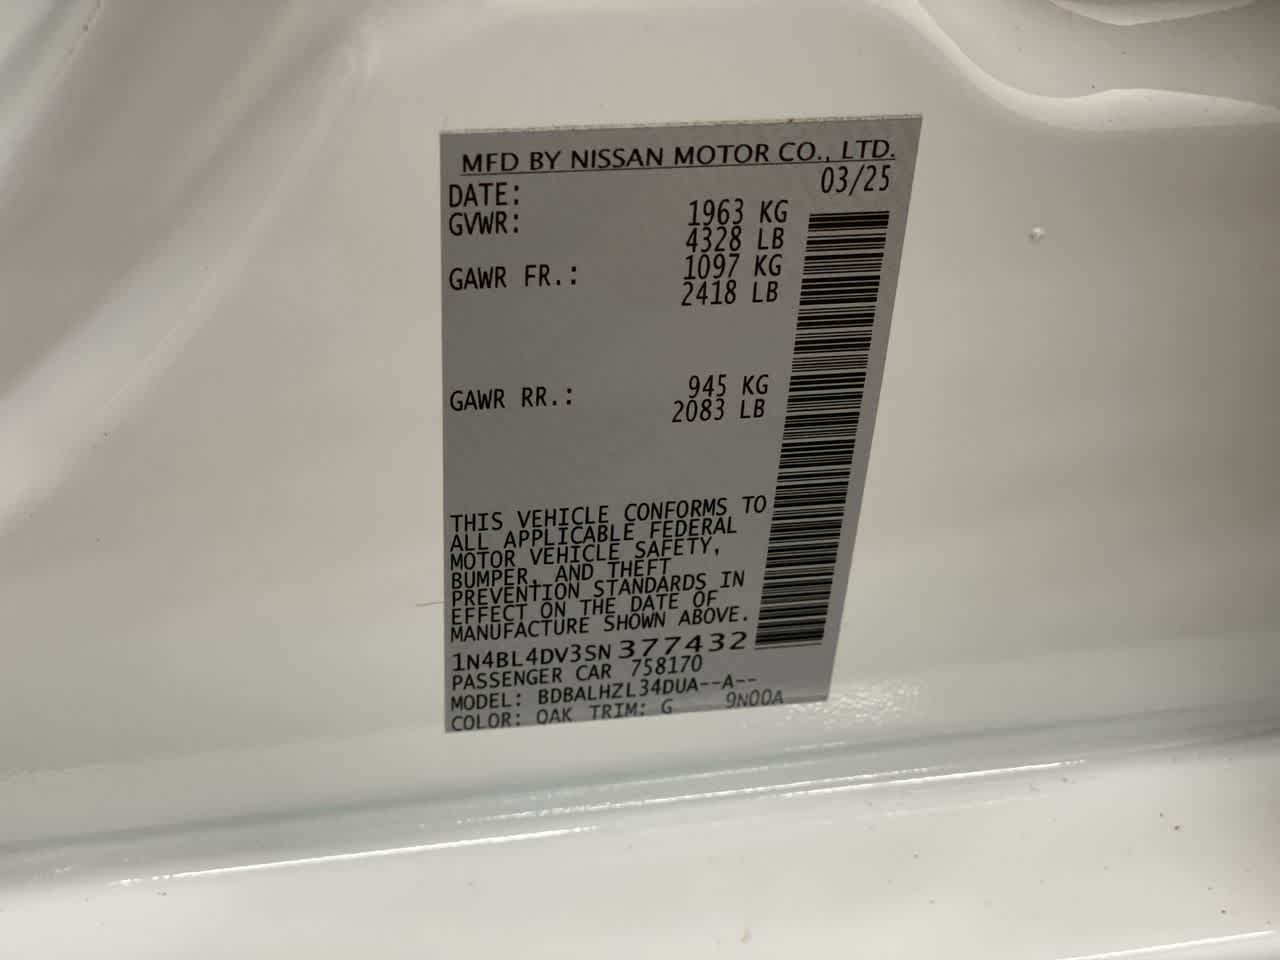 MFD BY NISSAN MOTOR CO., LTD.
DATE: 03/25
GVWR: 1963 KG
4328 LB
GAWR FR.: 1097 KG
2418 LB
GAWR RR.: 945 KG
2083 LB
THIS VEHICLE CONFORMS TO
ALL APPLICABLE FEDERAL
MOTOR VEHICLE SAFETY,
BUMPER, AND THEFT
PREVENTION STANDARDS IN
EFFECT ON THE DATE OF
MANUFACTURE SHOWN ABOVE.
1N4BL4DV3SN377432
PASSENGER CAR 758170
MODEL: BDBALHZL34DUA--A--
COLOR: QAK TRIM: G 9N00A